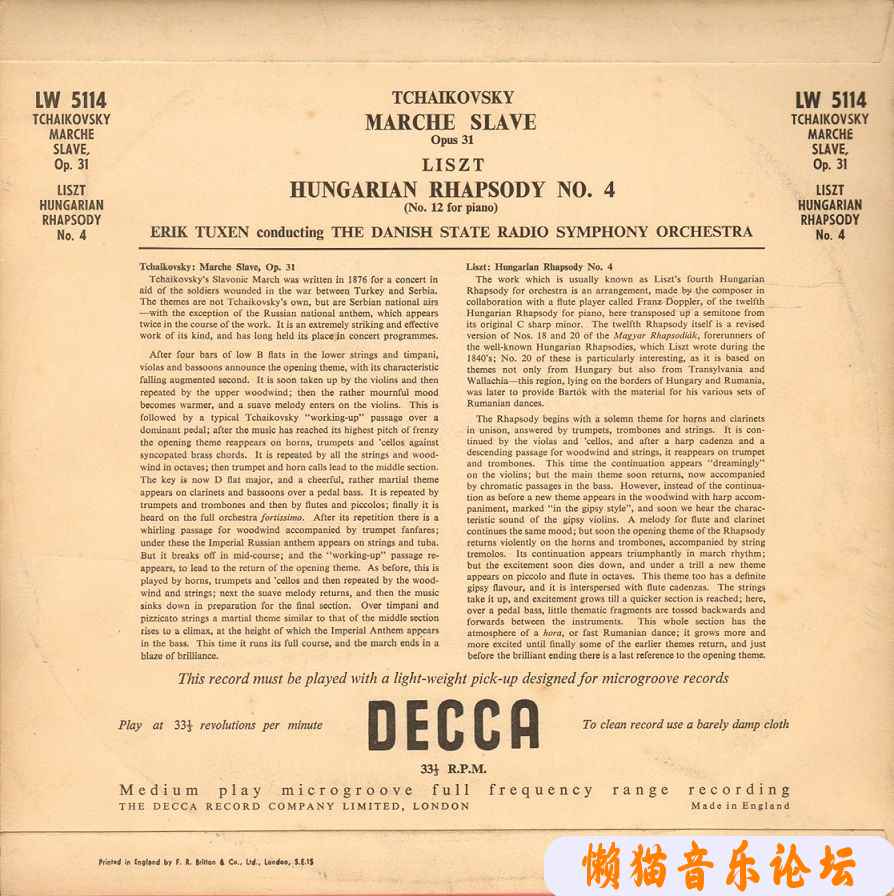 LW 5114
TCHAIKOVSKY
MARCHE
SLAVE,
Op. 31
LISZT
HUNGARIAN
RHAPSODY
No. 4
TCHAIKOVSKY
MARCHE SLAVE
Opus 31
LISZT
HUNGARIAN RHAPSODY NO. 4
(No. 12 for piano)
ERIK TUXEN conducting THE DANISH STATE RADIO SYMPHONY ORCHESTRA
LW 5114
TCHAIKOVSKY
MARCHE
SLAVE,
Op. 31
LISZT
HUNGARIAN
RHAPSODY
No. 4
Tchaikovsky: Marche Slave, Op. 31
Tchaikovsky's Slavonic March was written in 1876 for a concert in
aid of the soldiers wounded in the war between Turkey and Serbia.
The themes are not Tchaikovsky's own, but are Serbian national airs
—with the exception of the Russian national anthem, which appears
twice in the course of the work. It is an extremely striking and effective
work of its kind, and has long held its place in concert programmes.
After four bars of low B flats in the lower strings and timpani,
violas and bassoons announce the opening theme, with its characteristic
falling augmented second. It is soon taken up by the violins and then
repeated by the upper woodwind; then the rather mournful mood
becomes warmer, and a suave melody enters on the violins. This is
followed by a typical Tchaikovsky "working-up" passage over a
dominant pedal; after the music has reached its highest pitch of frenzy
the opening theme reappears on horns, trumpets and 'cellos against
syncopated brass chords. It is repeated by all the strings and wood-
wind in octaves; then trumpet and horn calls lead to the middle section.
The key is now D flat major, and a cheerful, rather martial theme
appears on clarinets and bassoons over a pedal bass. It is repeated by
trumpets and trombones and then by flutes and piccolos; finally it is
heard on the full orchestra fortissimo. After its repetition there is a
whirling passage for woodwind accompanied by trumpet fanfares;
under these the Imperial Russian anthem appears on strings and tuba.
But it breaks off in mid-course; and the "working-up" passage re-
appears, to lead to the return of the opening theme. As before, this is
played by horns, trumpets and 'cellos and then repeated by the wood-
wind and strings; next the suave melody returns, and then the music
sinks down in preparation for the final section. Over timpani and
pizzicato strings a martial theme similar to that of the middle section
rises to a climax, at the height of which the Imperial Anthem appears
in the bass. This time it runs its full course, and the march ends in a
blaze of brilliance.
Liszt: Hungarian Rhapsody No. 4
The work which is usually known as Liszt's fourth Hungarian
Rhapsody for orchestra is an arrangement, made by the composer in
collaboration with a flute player called Franz Doppler, of the twelfth
Hungarian Rhapsody for piano, here transposed up a semitone from
its original C sharp minor. The twelfth Rhapsody itself is a revised
version of Nos. 18 and 20 of the Magyar Rhapsodiák, forerunners of
the well-known Hungarian Rhapsodies, which Liszt wrote during the
1840's; No. 20 of these is particularly interesting, as it is based on
themes not only from Hungary but also from Transylvania and
Wallachia—this region, lying on the borders of Hungary and Rumania,
was later to provide Bartók with the material for his various sets of
Rumanian dances.
The Rhapsody begins with a solemn theme for horns and clarinets
in unison, answered by trumpets, trombones and strings. It is con-
tinued by the violas and 'cellos, and after a harp cadenza and a
descending passage for woodwind and strings, it reappears on trumpet
and trombones. This time the continuation appears "dreamingly"
on the violins; but the main theme soon returns, now accompanied
by chromatic passages in the bass. However, instead of the continua-
tion as before a new theme appears in the woodwind with harp accom-
paniment, marked "in the gipsy style", and soon we hear the charac-
teristic sound of the gipsy violins. A melody for flute and clarinet
continues the same mood; but soon the opening theme of the Rhapsody
returns violently on the horns and trombones, accompanied by string
tremolos. Its continuation appears triumphantly in march rhythm;
but the excitement soon dies down, and under a trill a new theme
appears on piccolo and flute in octaves. This theme too has a definite
gipsy flavour, and it is interspersed with flute cadenzas. The strings
take it up, and excitement grows till a quicker section is reached; here,
over a pedal bass, little thematic fragments are tossed backwards and
forwards between the instruments. This whole section has the
atmosphere of a hora, or fast Rumanian dance; it grows more and
more excited until finally some of the earlier themes return, and just
before the brilliant ending there is a last reference to the opening theme.
This record must be played with a light-weight pick-up designed for microgroove records
Play at 33⅓ revolutions per minute
DECCA
To clean record use a barely damp cloth
33⅓ R.P.M.
Medium play microgroove full frequency range recording
THE DECCA RECORD COMPANY LIMITED, LONDON
Made in England
Printed in England by F. R. Britton & Co., Ltd., London, S.E.15
懒猫音乐论坛